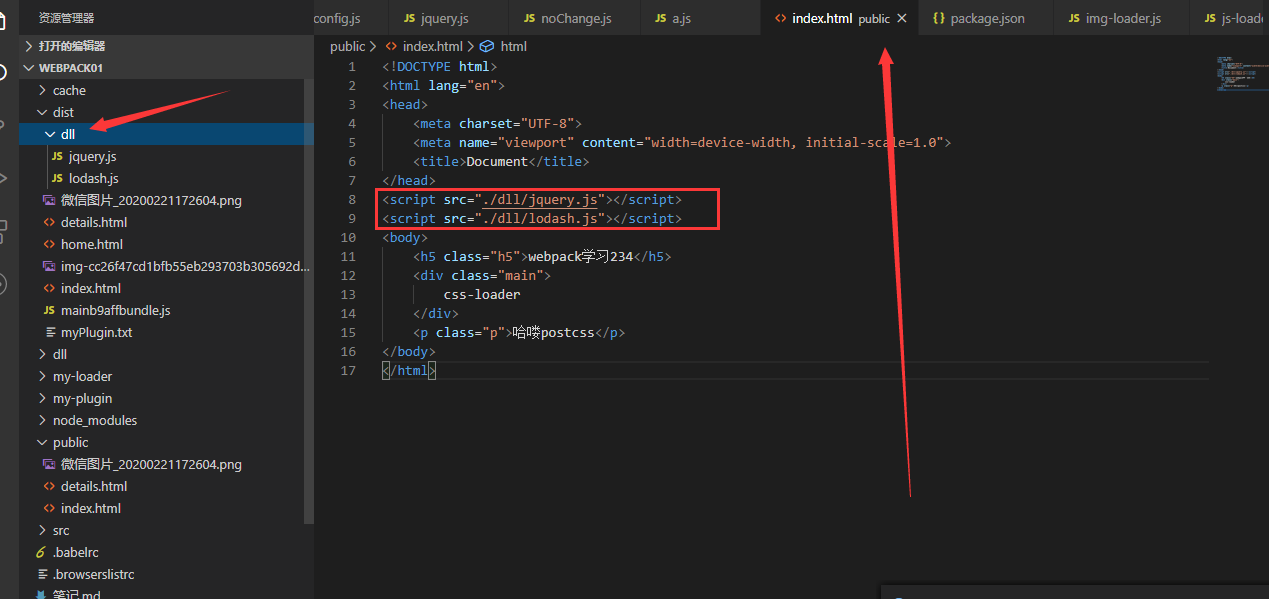 资源管理器
打开的编辑器
WEBPACK01
cache
dist
dll
jquery.js
lodash.js
微信图片_20200221172604.png
details.html
home.html
img-cc26f47cd1bfb55eb293703b305692d...
index.html
mainb9affbundle.js
myPlugin.txt
dll
my-loader
my-plugin
node_modules
public
微信图片_20200221172604.png
details.html
index.html
src
.babelrc
.browserslistrc
笔记.md
config.js JS jquery.js JS noChange.js JS a.js <> index.html public {} package.json JS img-loader.js JS js-load
public > <> index.html > html
1 <!DOCTYPE html>
2 <html lang="en">
3 <head>
4 <meta charset="UTF-8">
5 <meta name="viewport" content="width=device-width, initial-scale=1.0">
6 <title>Document</title>
7 </head>
8 <script src="./dll/jquery.js"></script>
9 <script src="./dll/lodash.js"></script>
10 <body>
11 <h5 class="h5">webpack学习234</h5>
12 <div class="main">
13 css-loader
14 </div>
15 <p class="p">哈喽postcss</p>
16 </body>
17 </html>